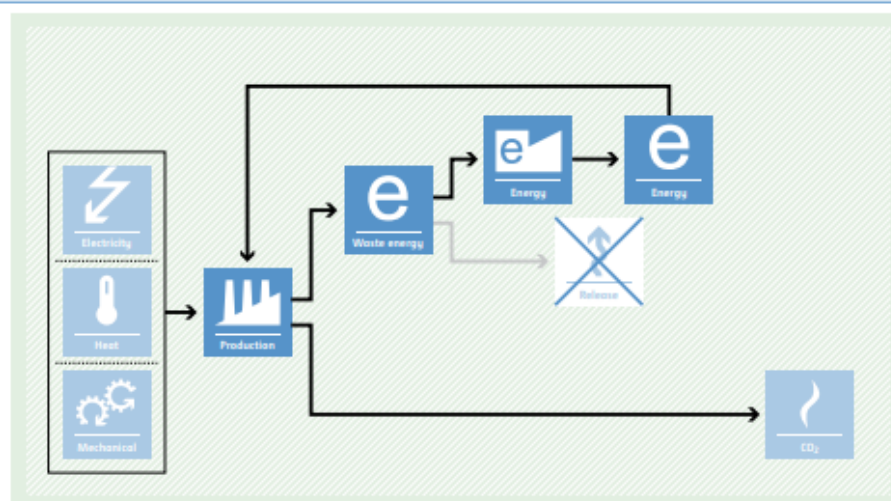 Electricity
Heat
Mechanical
Production
e
Waste energy
e
Energy
e
Energy
Release
CO₂